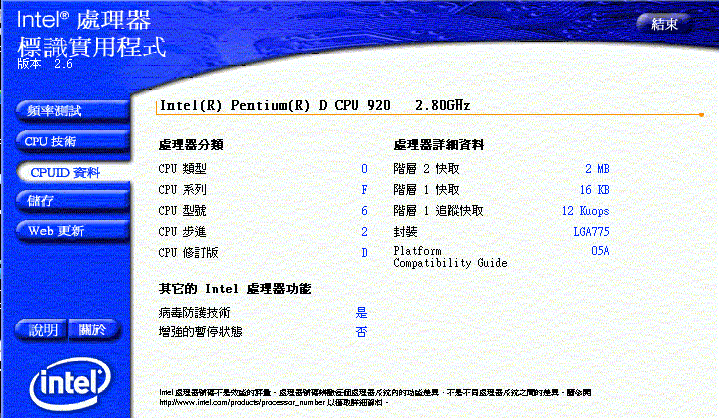 Intel® 處理器
標識實用程式
版本 2.6
結束
頻率測試
CPU 技術
CPUID 資料
儲存
Web 更新
說明 關於
intel®
Intel(R) Pentium(R) D CPU 920 2.80GHz
處理器分類
CPU 類型 0
CPU 系列 F
CPU 型號 6
CPU 步進 2
CPU 修訂版 D
處理器詳細資料
階層 2 快取 2 MB
階層 1 快取 16 KB
階層 1 追蹤快取 12 Kuops
封裝 LGA775
Platform 05A
Compatibility Guide
其它的 Intel 處理器功能
病毒防護技術 是
增強的暫停狀態 否
Intel 處理器號碼不是效能的評量。處理器號碼辨識每個處理器系統內的功能差異，不是不同處理器系統之間的差異。請參閱
http://www.intel.com/products/processor_number 以獲取詳細資料。